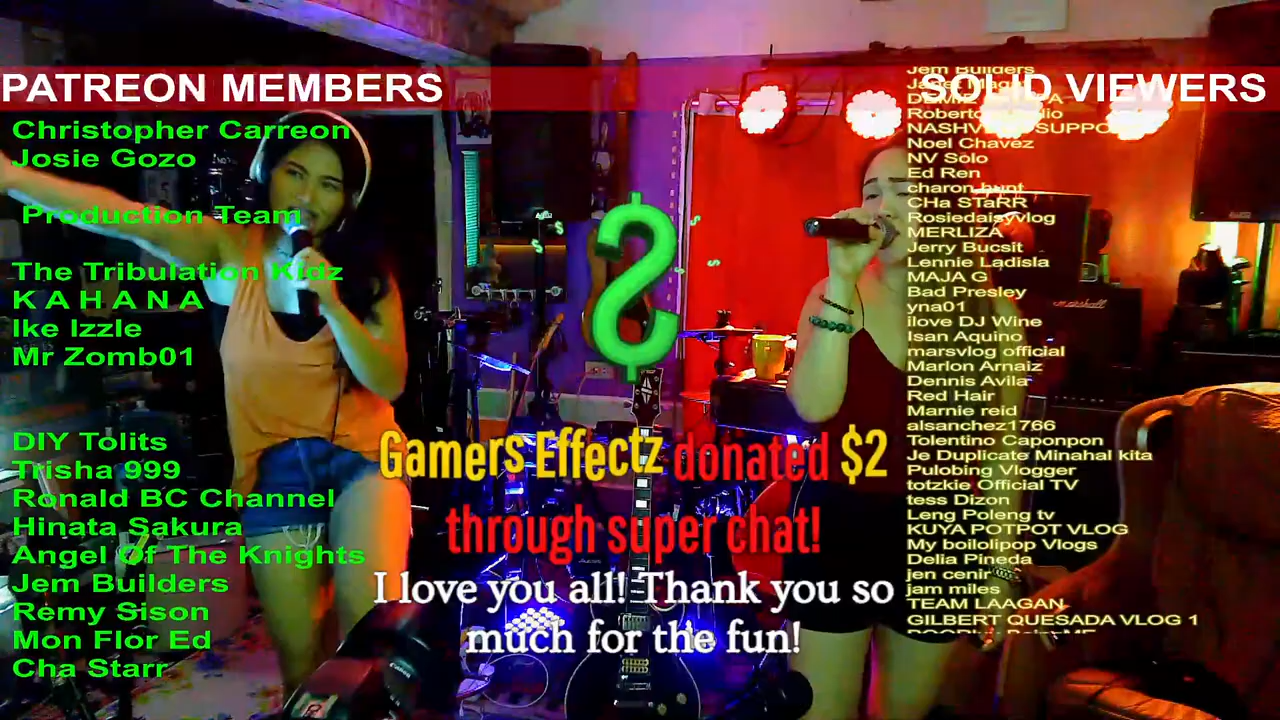 PATREON MEMBERS
Christopher Carreon
Josie Gozo
Production Team
The Tribulation Kidz
K A H A N A
Ike Izzle
Mr Zomb01
DIY Tolits
Trisha 999
Ronald BC Channel
Hinata Sakura
Angel Of The Knights
Jem Builders
Remy Sison
Mon Flor Ed
Cha Starr
Gamers Effectz donated $2
through super chat!
I love you all! Thank you so
much for the fun!
SOLID VIEWERS
Jem Builders
Noel Chavez
NV Solo
Ed Ren
charon hunt
CHa STaRR
Rosiedaisyvlog
MERLIZA
Jerry Bucsit
Lennie Ladisla
MAJA G
Bad Presley
yna01
ilove DJ Wine
Isan Aquino
marsvlog official
Marlon Arnaiz
Dennis Avila
Red Hair
Marnie reid
alsanchez1766
Tolentino Caponpon
Je Duplicate Minahal kita
Pulobing Vlogger
totzkie Official TV
tess Dizon
Leng Poleng tv
KUYA POTPOT VLOG
My boilolipop Vlogs
Delia Pineda
jen cenir
jam miles
TEAM LAAGAN
GILBERT QUESADA VLOG 1
Marshall
Canon